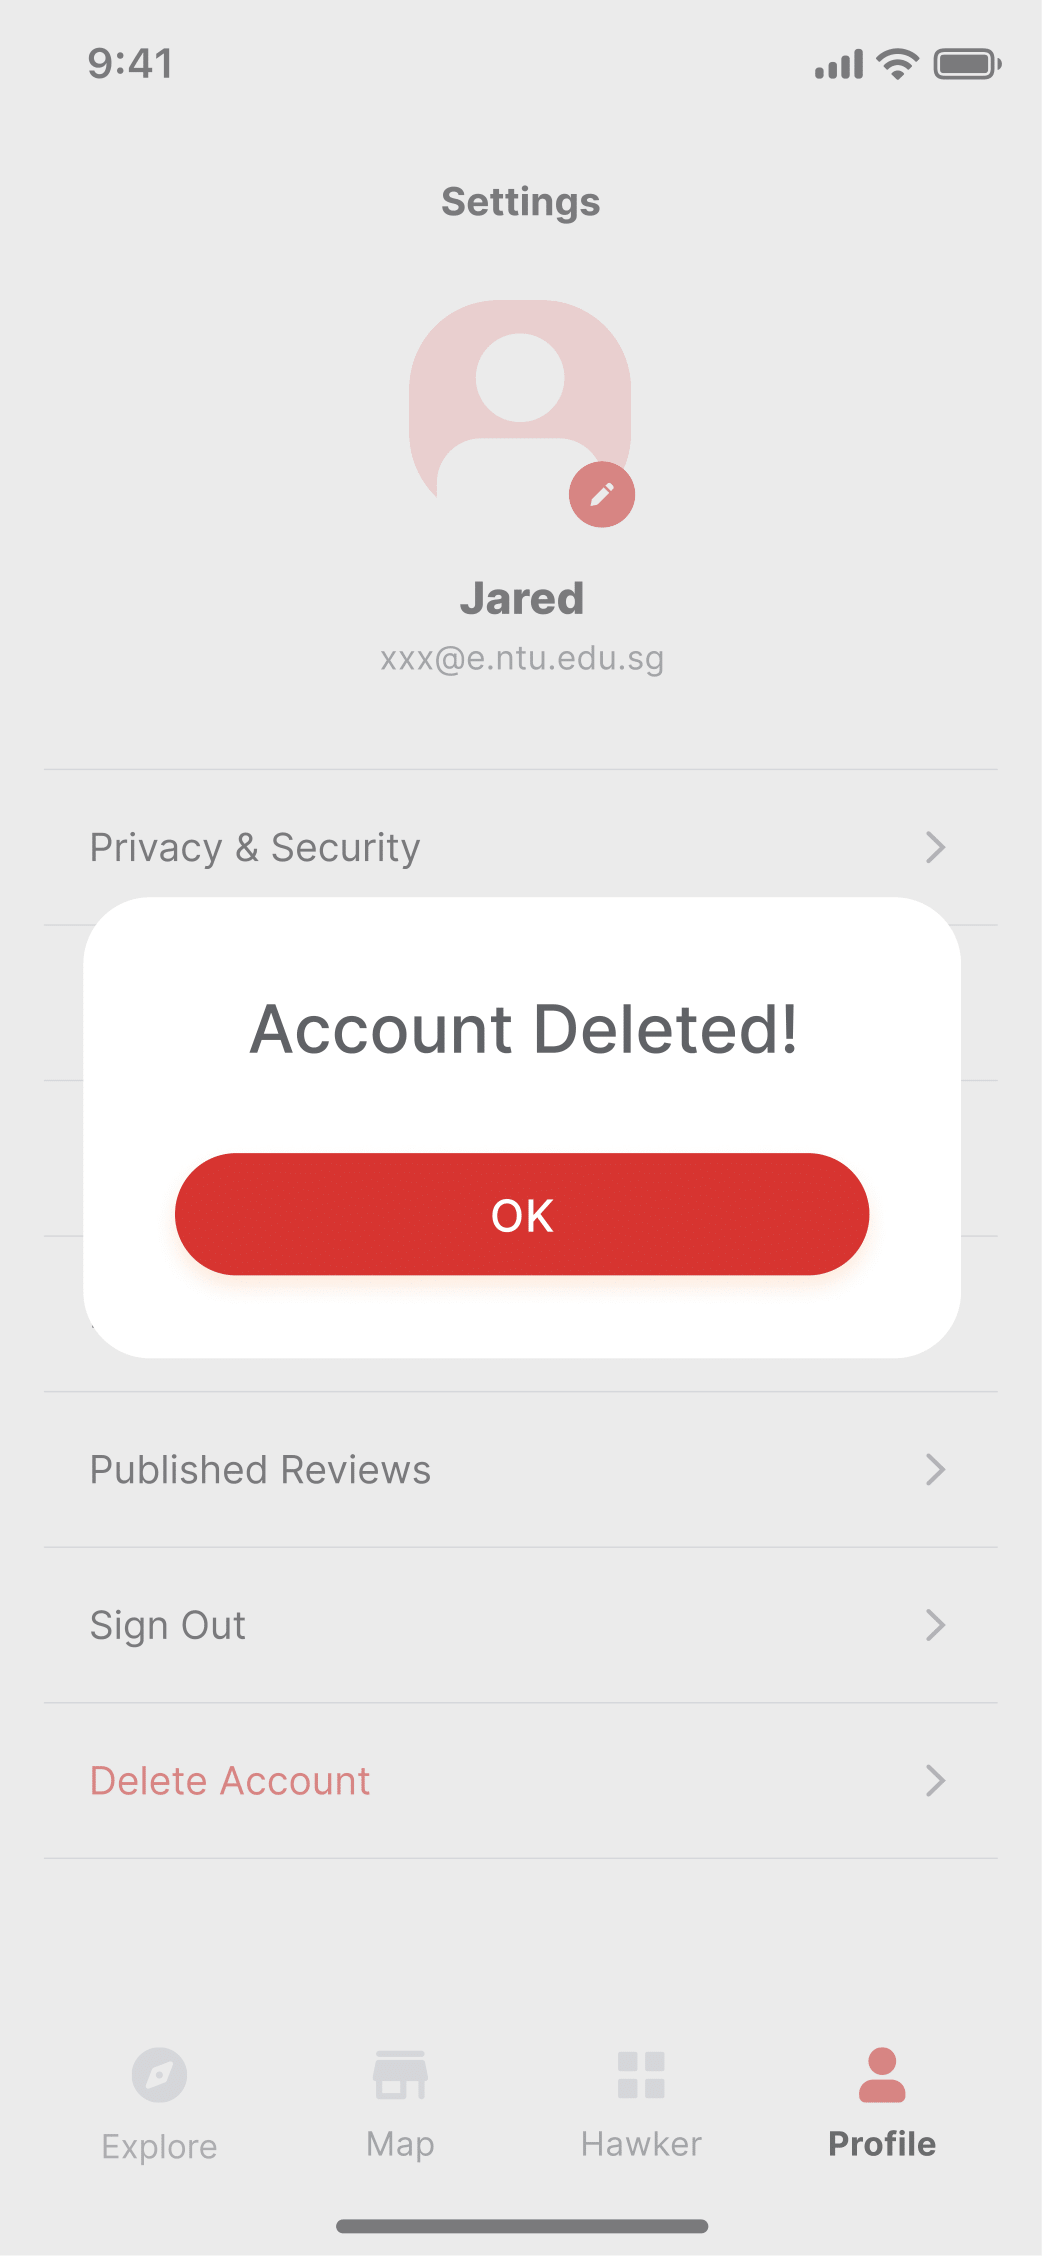 9:41
Settings
Jared
xxx@e.ntu.edu.sg
Privacy & Security
Account Deleted!
OK
Published Reviews
Sign Out
Delete Account
Explore
Map
Hawker
Profile